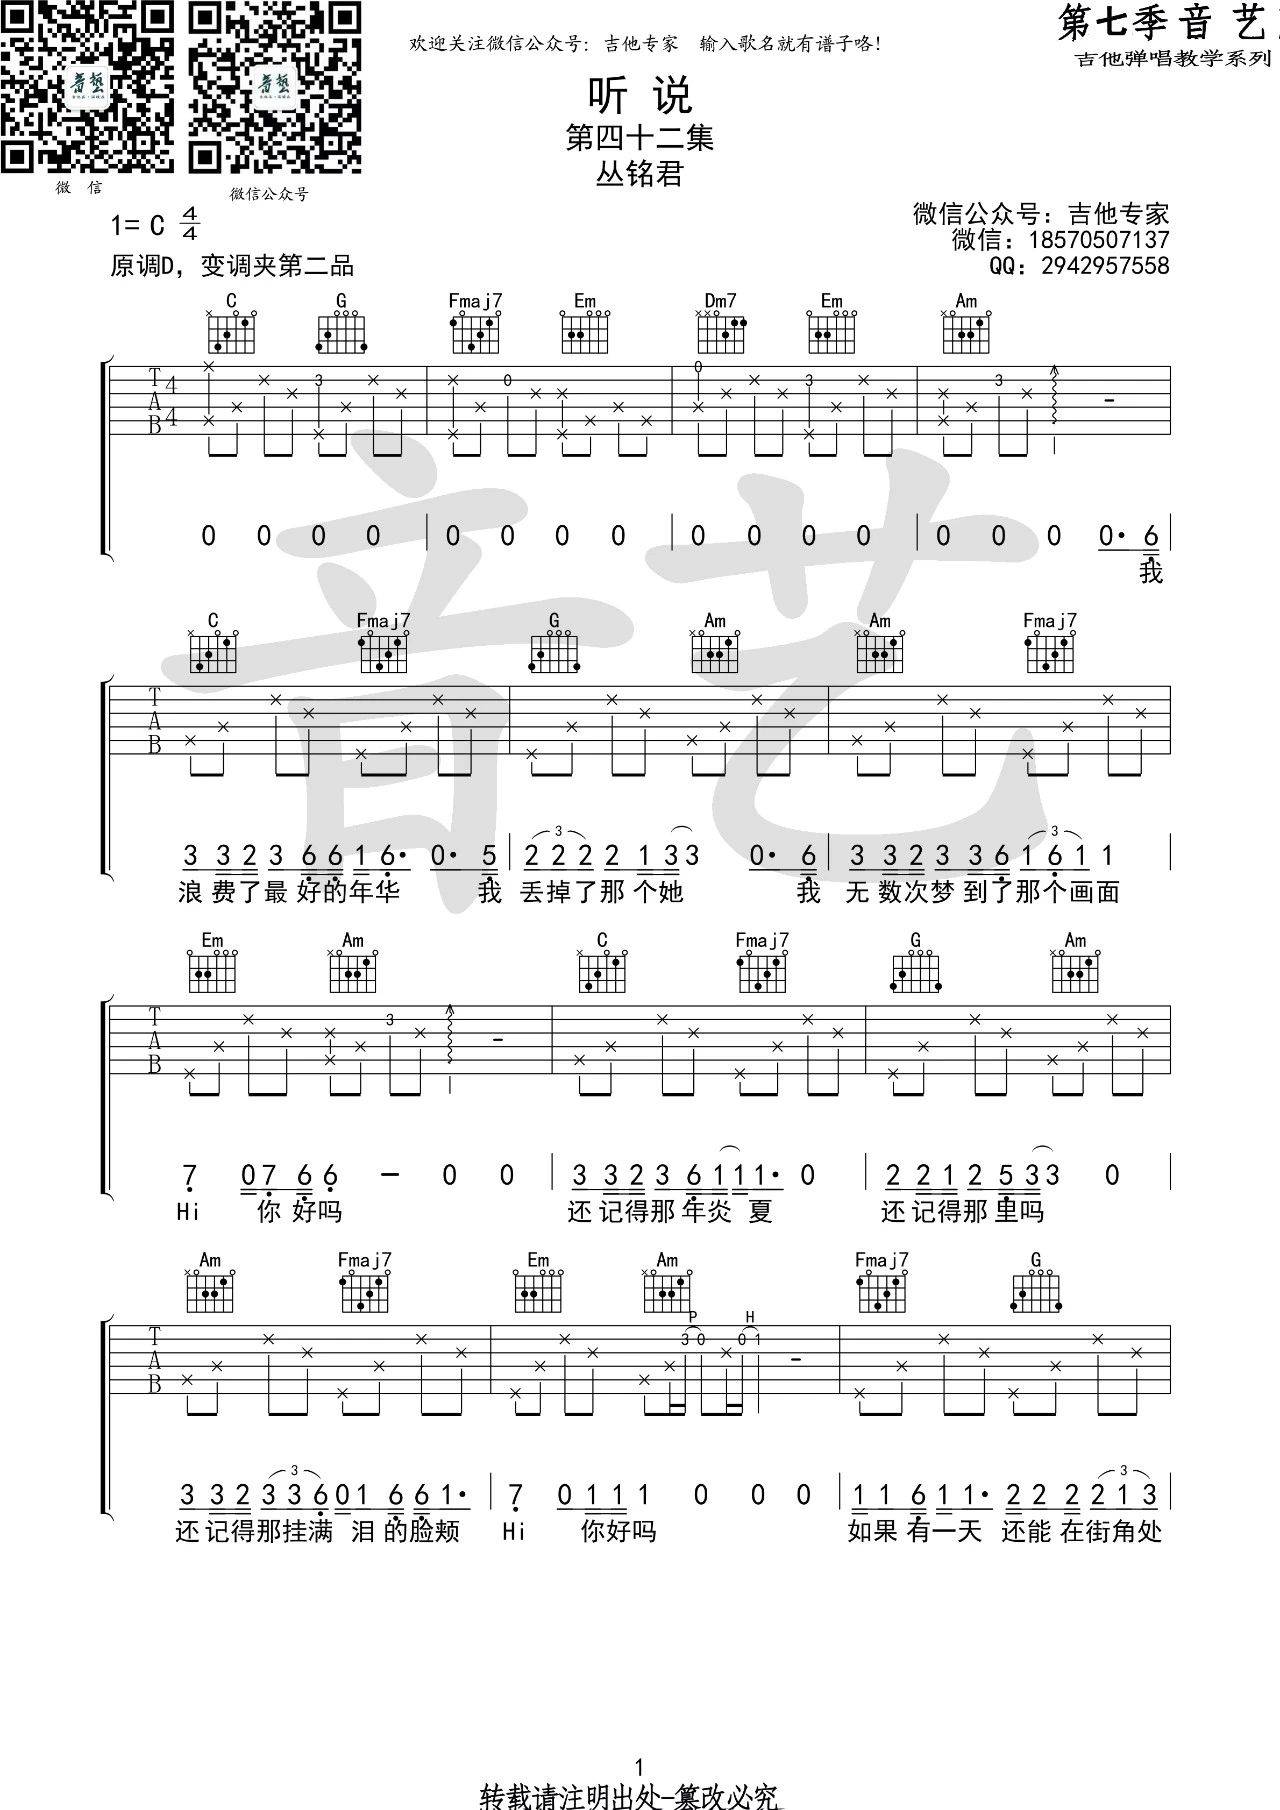 欢迎关注微信公众号：吉他专家 输入歌名就有谱子咯！
第七季音艺
吉他弹唱教学系列
音艺
音艺
微 信
微信公众号
听 说
第四十二集
丛铭君
1= C 4/4
原调D，变调夹第二品
微信公众号：吉他专家
微信：18570507137
QQ：2942957558
C G Fmaj7 Em Dm7 Em Am
T A B 4 4 3 0 0 3 3 -
0 0 0 0 0 0 0 0 0 0 0 0 0 0 0 0· 6
我
C Fmaj7 G Am Am Fmaj7
T A B
3 3 2 3 6 6 1 6· 0· 5 2 2 2 2 1 3 3 0· 6 3 3 2 3 3 6 1 6 1 1
浪 费了最 好的年华 我 丢掉了那 个她 我 无 数次梦 到了那个画面
Em Am C Fmaj7 G Am
T A B 3 -
7 0 7 6 6 - 0 0 3 3 2 3 6 1 1 1· 0 2 2 1 2 5 3 3 0
Hi 你 好吗 还 记得那 年炎 夏 还 记得那 里吗
Am Fmaj7 Em Am Fmaj7 G
P H
T A B 3 0 0 1 -
3 3 2 3 3 6 0 1 6 6 1· 7 0 1 1 1 0 0 0 1 1 6 1 1· 2 2 2 2 1 3
还 记得那挂满 泪 的脸颊 Hi 你好吗 如果 有一天 还能 在街角处
音艺
1
转载请注明出处-篡改必究